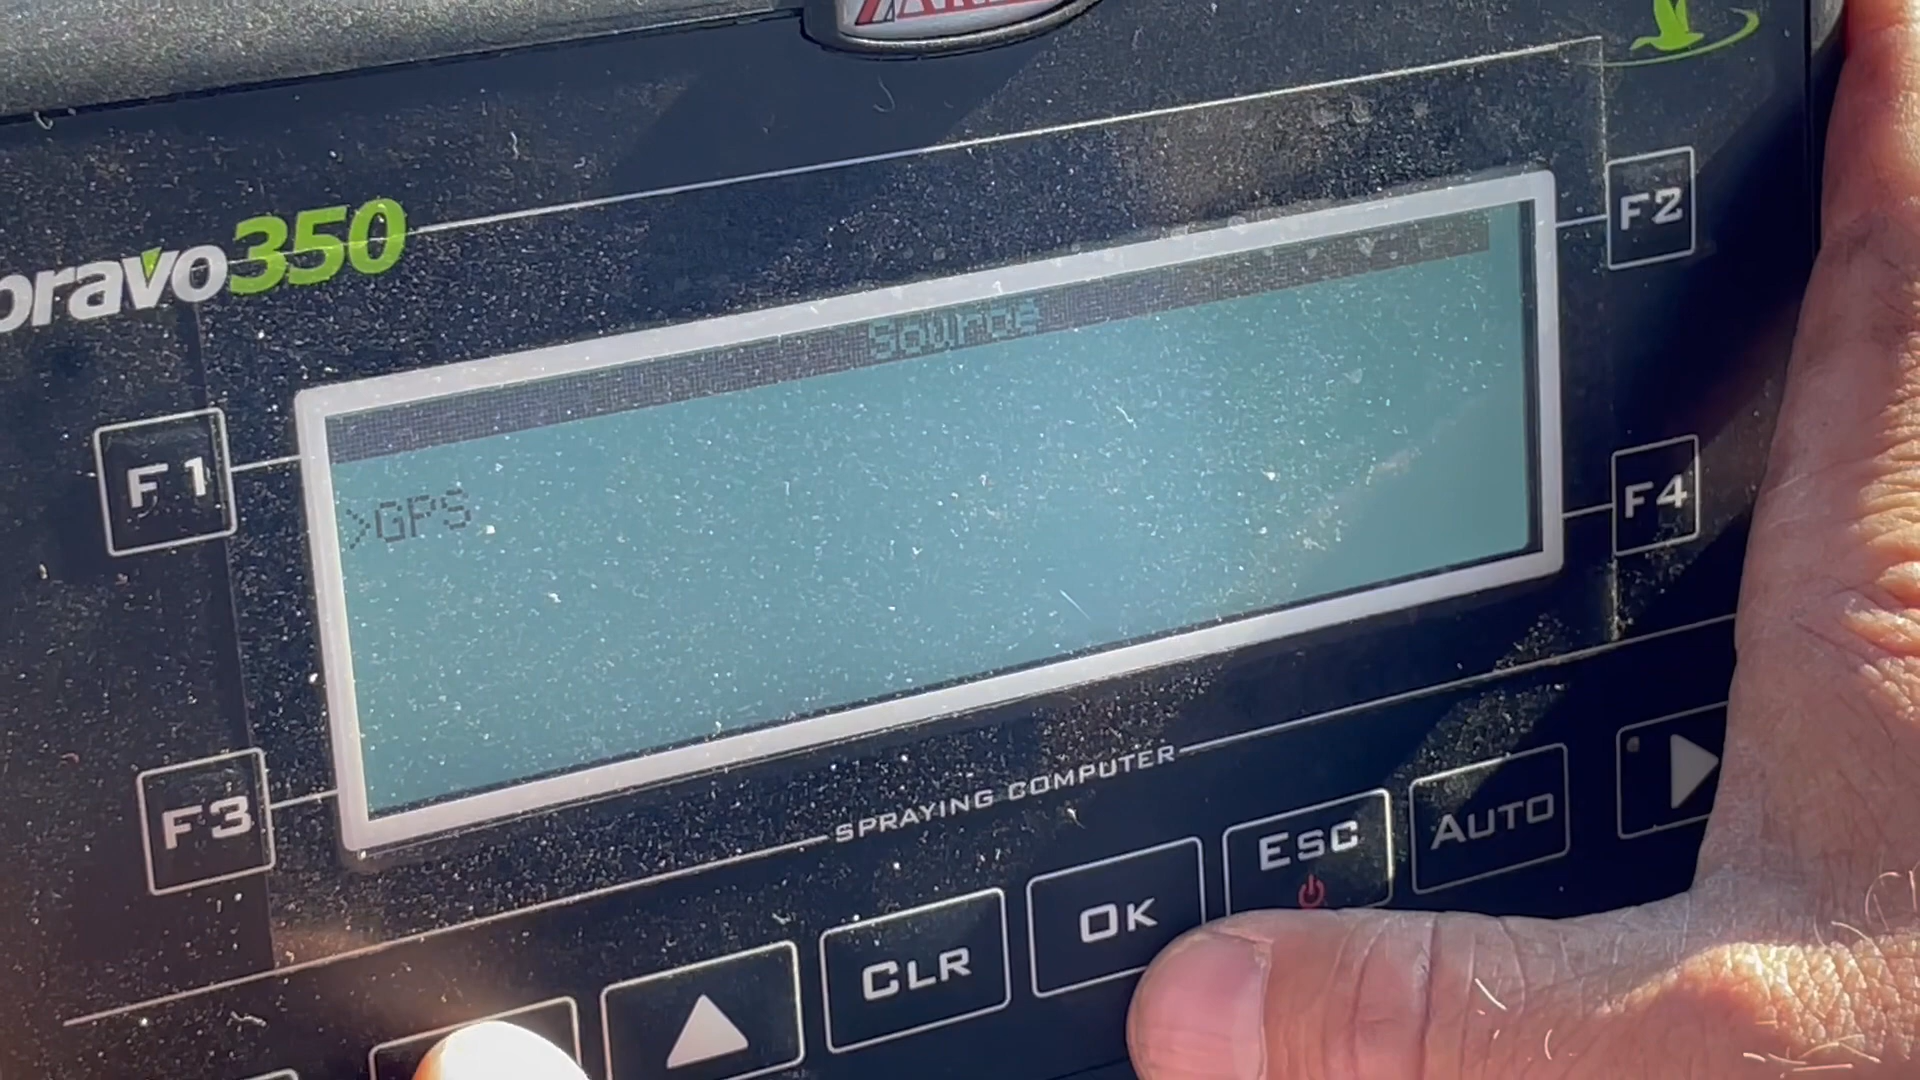 bravo350
F2
Source
F1
>GPS
F4
F3
SPRAYING COMPUTER
CLR
OK
ESC
AUTO